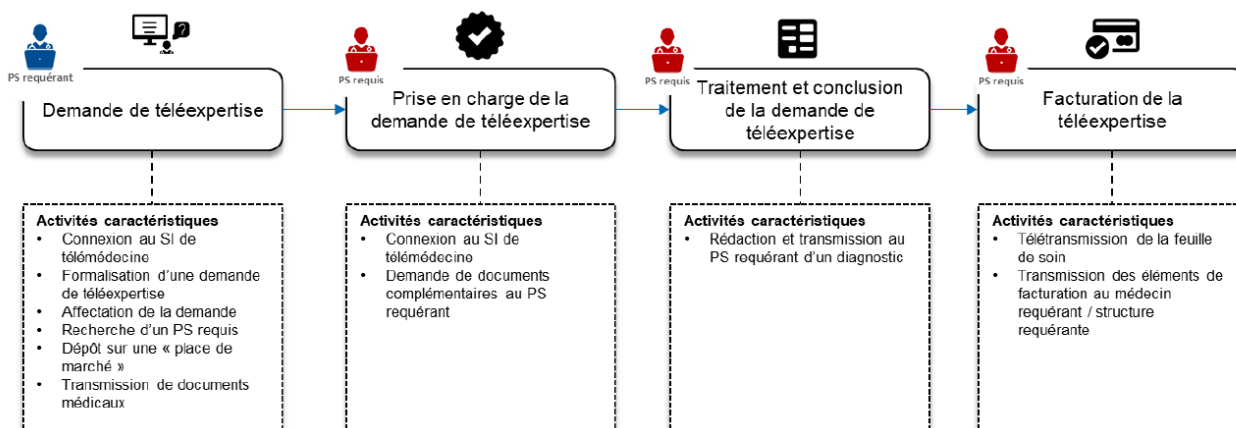 PS requérant
Demande de téléexpertise
Activités caractéristiques
• Connexion au SI de
télémédecine
• Formalisation d'une demande
de téléexpertise
• Affectation de la demande
• Recherche d'un PS requis
• Dépôt sur une « place de
marché »
• Transmission de documents
médicaux
PS requis
Prise en charge de la
demande de téléexpertise
Activités caractéristiques
• Connexion au SI de
télémédecine
• Demande de documents
complémentaires au PS
requérant
PS requis
Traitement et conclusion
de la demande de
téléexpertise
Activités caractéristiques
• Rédaction et transmission au
PS requérant d'un diagnostic
PS requis
Facturation de la
téléexpertise
Activités caractéristiques
• Télétransmission de la feuille
de soin
• Transmission des éléments de
facturation au médecin
requérant / structure
requérante